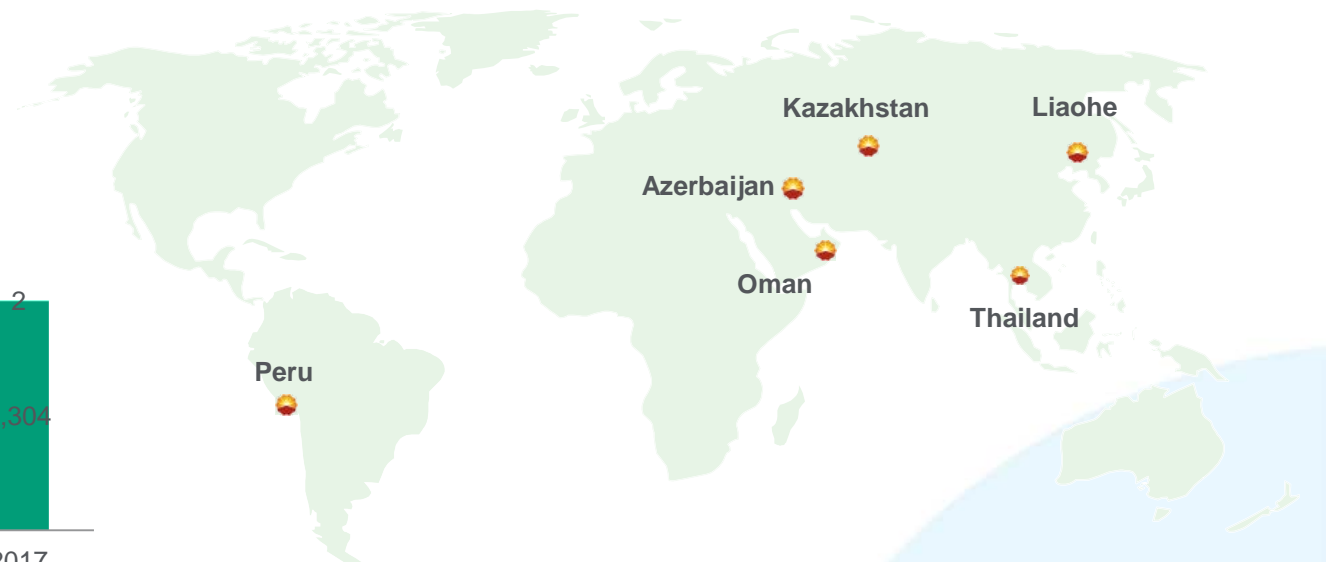 Kazakhstan
Liaohe
Azerbaijan
Oman
Thailand
Peru
2
,304
2017